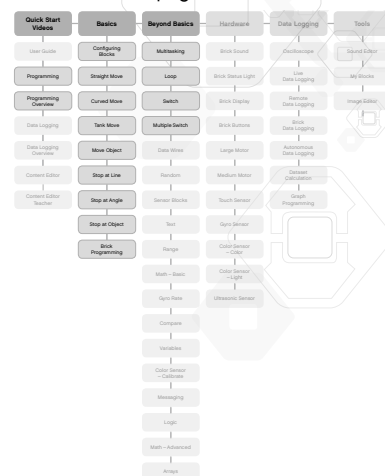 Quick Start
Videos
User Guide
Programming
Programming
Overview
Data Logging
Data Logging
Overview
Content Editor
Content Editor
Teacher
Basics
Configuring
Blocks
Straight Move
Curved Move
Tank Move
Move Object
Stop at Line
Stop at Angle
Stop at Object
Brick
Programming
Beyond Basics
Multitasking
Loop
Switch
Multiple Switch
Data Wires
Random
Sensor Blocks
Text
Range
Math – Basic
Gyro Rate
Compare
Variables
Color Sensor
– Calibrate
Messaging
Logic
Math – Advanced
Arrays
Hardware
Brick Sound
Brick Status Light
Brick Display
Brick Buttons
Large Motor
Medium Motor
Touch Sensor
Gyro Sensor
Color Sensor
– Color
Color Sensor
– Light
Ultrasonic Sensor
Data Logging
Oscilloscope
Live
Data Logging
Remote
Data Logging
Brick
Data Logging
Autonomous
Data Logging
Dataset
Calculation
Graph
Programming
Tools
Sound Editor
My Blocks
Image Editor